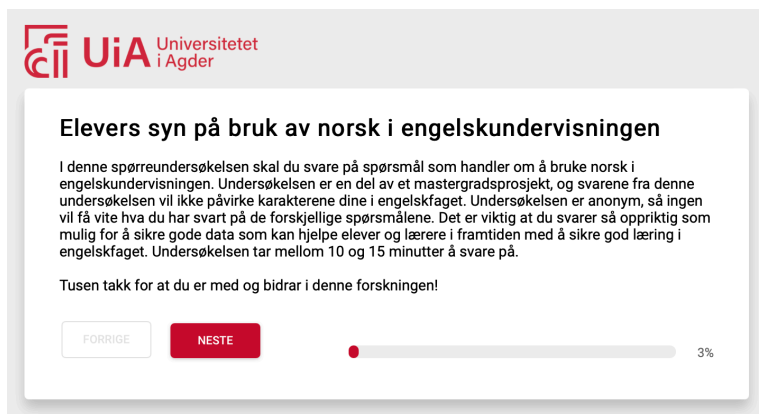 UiA Universitetet
i Agder
Elevers syn på bruk av norsk i engelskundervisningen
I denne spørreundersøkelsen skal du svare på spørsmål som handler om å bruke norsk i
engelskundervisningen. Undersøkelsen er en del av et mastergradsprosjekt, og svarene fra denne
undersøkelsen vil ikke påvirke karakterene dine i engelskfaget. Undersøkelsen er anonym, så ingen
vil få vite hva du har svart på de forskjellige spørsmålene. Det er viktig at du svarer så oppriktig som
mulig for å sikre gode data som kan hjelpe elever og lærere i framtiden med å sikre god læring i
engelskfaget. Undersøkelsen tar mellom 10 og 15 minutter å svare på.
Tusen takk for at du er med og bidrar i denne forskningen!
FORRIGE NESTE 3%